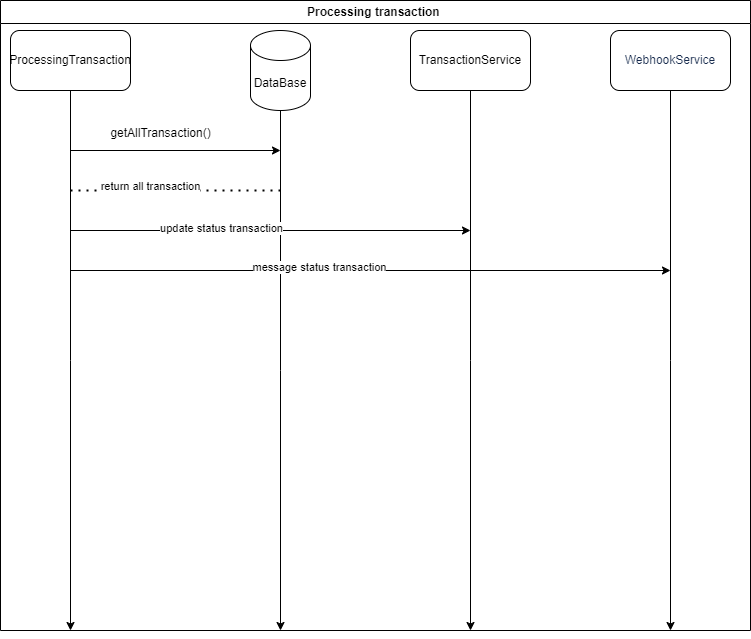 Processing transaction
ProcessingTransaction
DataBase
TransactionService
WebhookService
getAllTransaction()
return all transaction
update status transaction
message status transaction